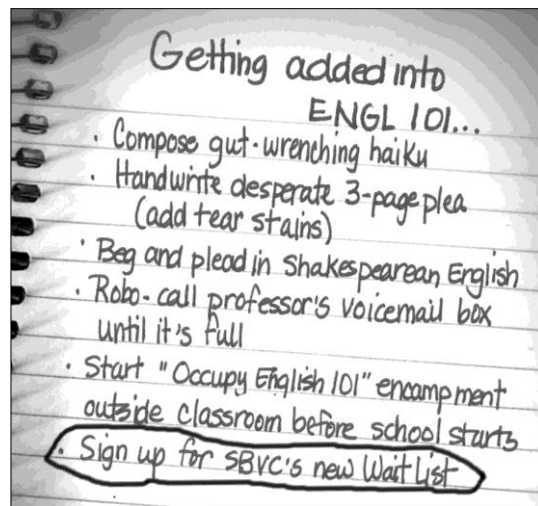 Getting added into
ENGL 101...
· Compose gut-wrenching haiku
· Handwrite desperate 3-page plea
(add tear stains)
· Beg and plead in Shakespearean English
· Robo-call professor's voicemail box
until it's full
· Start "Occupy English 101" encampment
outside classroom before school starts
· Sign up for SBVC's new Wait List